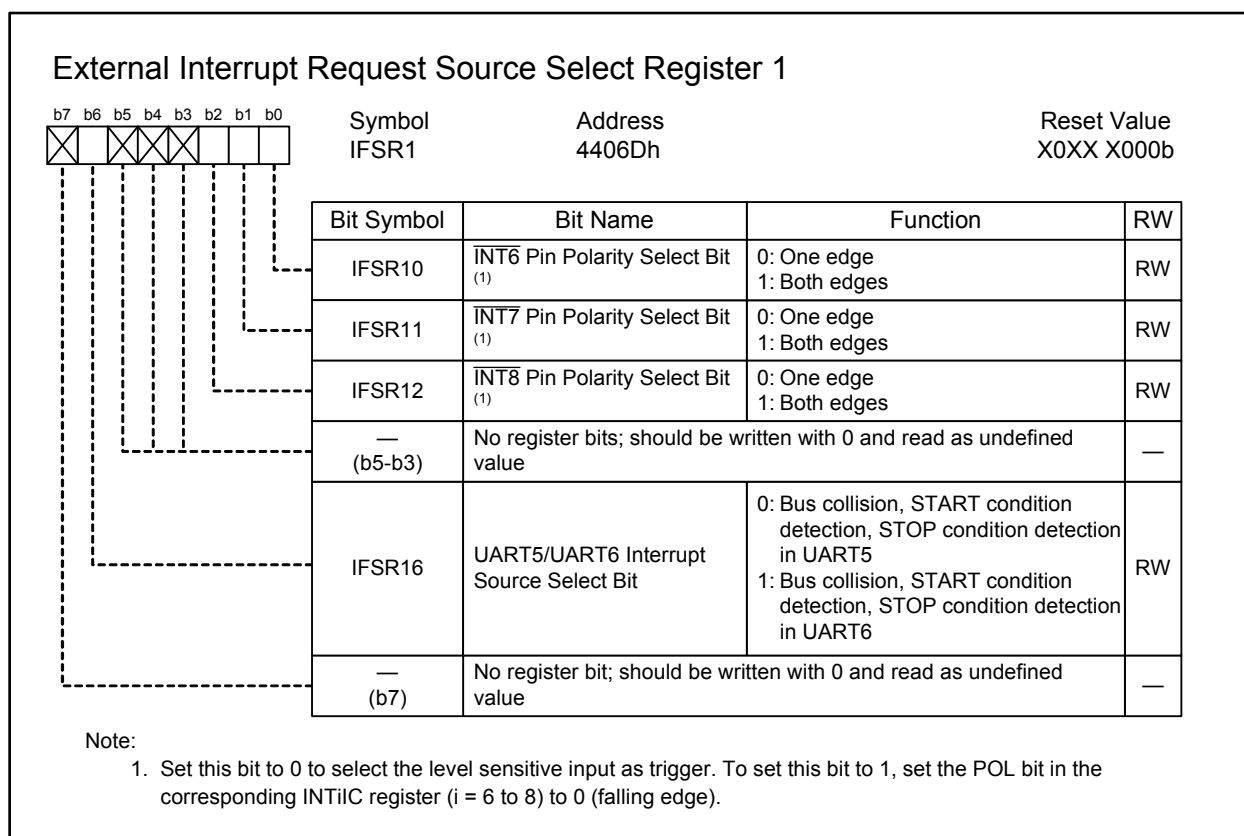 External Interrupt Request Source Select Register 1
b7 b6 b5 b4 b3 b2 b1 b0
Symbol Address Reset Value
IFSR1 4406Dh X0XX X000b
Bit Symbol Bit Name Function RW
IFSR10 INT6 Pin Polarity Select Bit (1) 0: One edge
1: Both edges RW
IFSR11 INT7 Pin Polarity Select Bit (1) 0: One edge
1: Both edges RW
IFSR12 INT8 Pin Polarity Select Bit (1) 0: One edge
1: Both edges RW
— (b5-b3) No register bits; should be written with 0 and read as undefined
value —
IFSR16 UART5/UART6 Interrupt
Source Select Bit 0: Bus collision, START condition
detection, STOP condition detection
in UART5
1: Bus collision, START condition
detection, STOP condition detection
in UART6 RW
— (b7) No register bit; should be written with 0 and read as undefined
value —
Note:
1. Set this bit to 0 to select the level sensitive input as trigger. To set this bit to 1, set the POL bit in the
corresponding INTiIC register (i = 6 to 8) to 0 (falling edge).